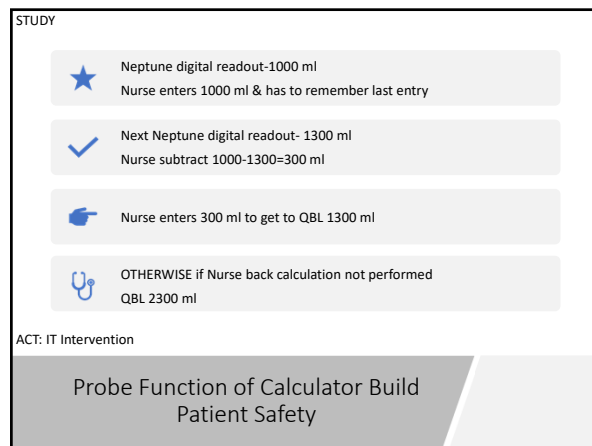 STUDY
Neptune digital readout-1000 ml
Nurse enters 1000 ml & has to remember last entry
Next Neptune digital readout- 1300 ml
Nurse subtract 1000-1300=300 ml
Nurse enters 300 ml to get to QBL 1300 ml
OTHERWISE if Nurse back calculation not performed
QBL 2300 ml
ACT: IT Intervention
Probe Function of Calculator Build
Patient Safety